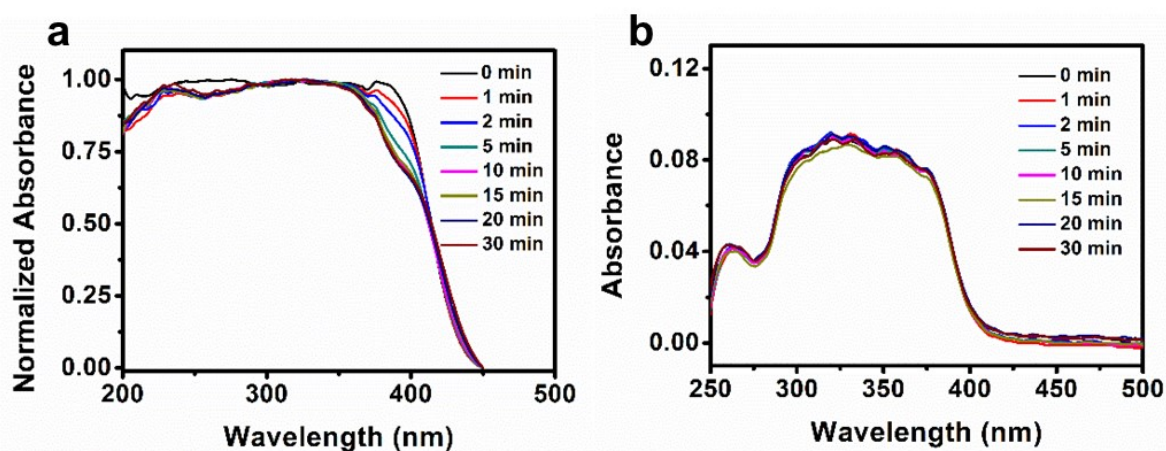 a
Normalized Absorbance
1.00
0.75
0.50
0.25
0.00
200
300
400
500
Wavelength (nm)
0 min
1 min
2 min
5 min
10 min
15 min
20 min
30 min
b
Absorbance
0.12
0.08
0.04
0.00
250
300
350
400
450
500
Wavelength (nm)
0 min
1 min
2 min
5 min
10 min
15 min
20 min
30 min